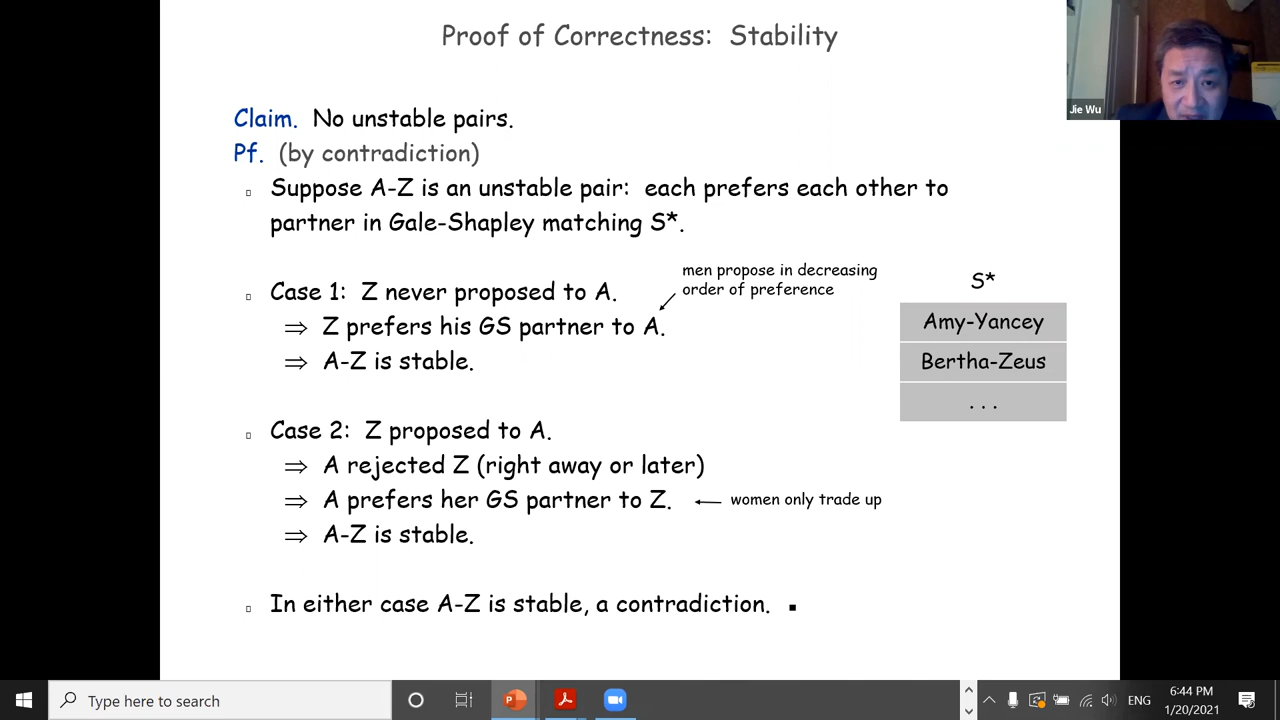 Proof of Correctness: Stability
Jie Wu
Claim. No unstable pairs.
Pf. (by contradiction)
Suppose A-Z is an unstable pair: each prefers each other to
partner in Gale-Shapley matching S*.
men propose in decreasing
order of preference
Case 1: Z never proposed to A.
⇒ Z prefers his GS partner to A.
⇒ A-Z is stable.
S*
Amy-Yancey
Bertha-Zeus
. . .
Case 2: Z proposed to A.
⇒ A rejected Z (right away or later)
⇒ A prefers her GS partner to Z.
women only trade up
⇒ A-Z is stable.
In either case A-Z is stable, a contradiction. ▪
Type here to search
ENG
6:44 PM
1/20/2021